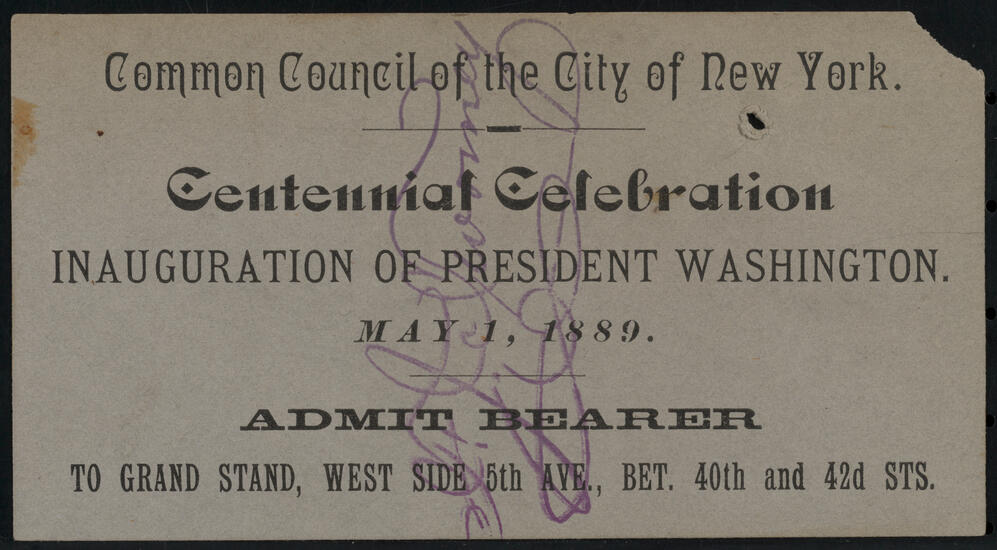 Common Council of the City of New York.
Centennial Celebration
INAUGURATION OF PRESIDENT WASHINGTON.
MAY 1, 1889.
ADMIT BEARER
TO GRAND STAND, WEST SIDE 5th AVE., BET. 40th and 42d STS.